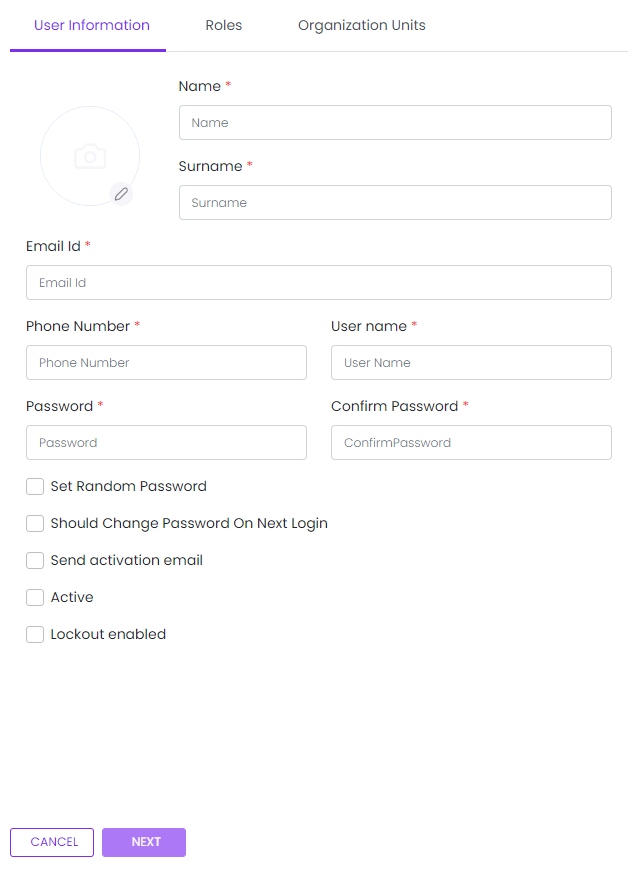 User Information Roles Organization Units
Name *
Name
Surname *
Surname
Email Id *
Email Id
Phone Number * User name *
Phone Number User Name
Password * Confirm Password *
Password ConfirmPassword
Set Random Password
Should Change Password On Next Login
Send activation email
Active
Lockout enabled
CANCEL NEXT